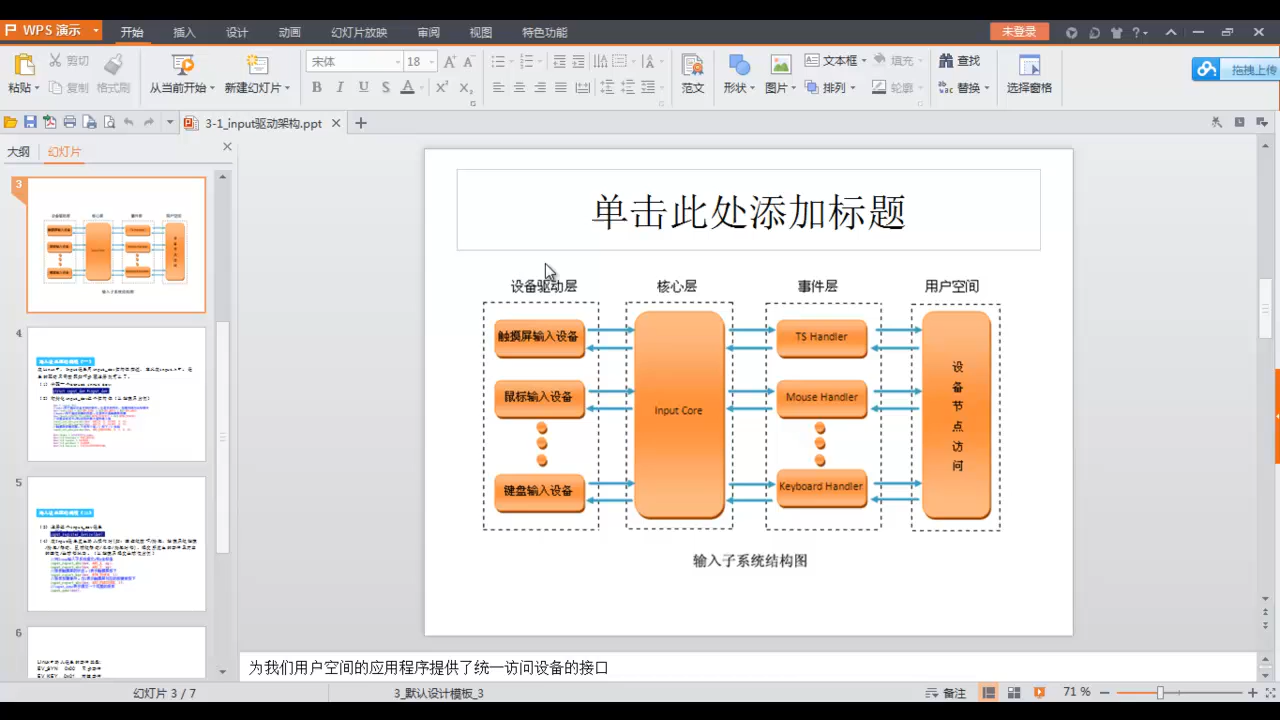 WPS 演示
开始 插入 设计 动画 幻灯片放映 审阅 视图 特色功能
未登录
粘贴 剪切 复制 格式刷
从当前开始 新建幻灯片
宋体 18
B I U S A
范文 形状 图片 文本框 排列 填充 轮廓
查找 替换 选择窗格
拖拽上传
3-1_input驱动架构.ppt
大纲 幻灯片
3
4
5
6
单击此处添加标题
设备驱动层 核心层 事件层 用户空间
触摸屏输入设备
鼠标输入设备
键盘输入设备
Input Core
TS Handler
Mouse Handler
Keyboard Handler
设备节点访问
输入子系统结构图
为我们用户空间的应用程序提供了统一访问设备的接口
幻灯片 3 / 7
3_默认设计模板_3
备注
71 %